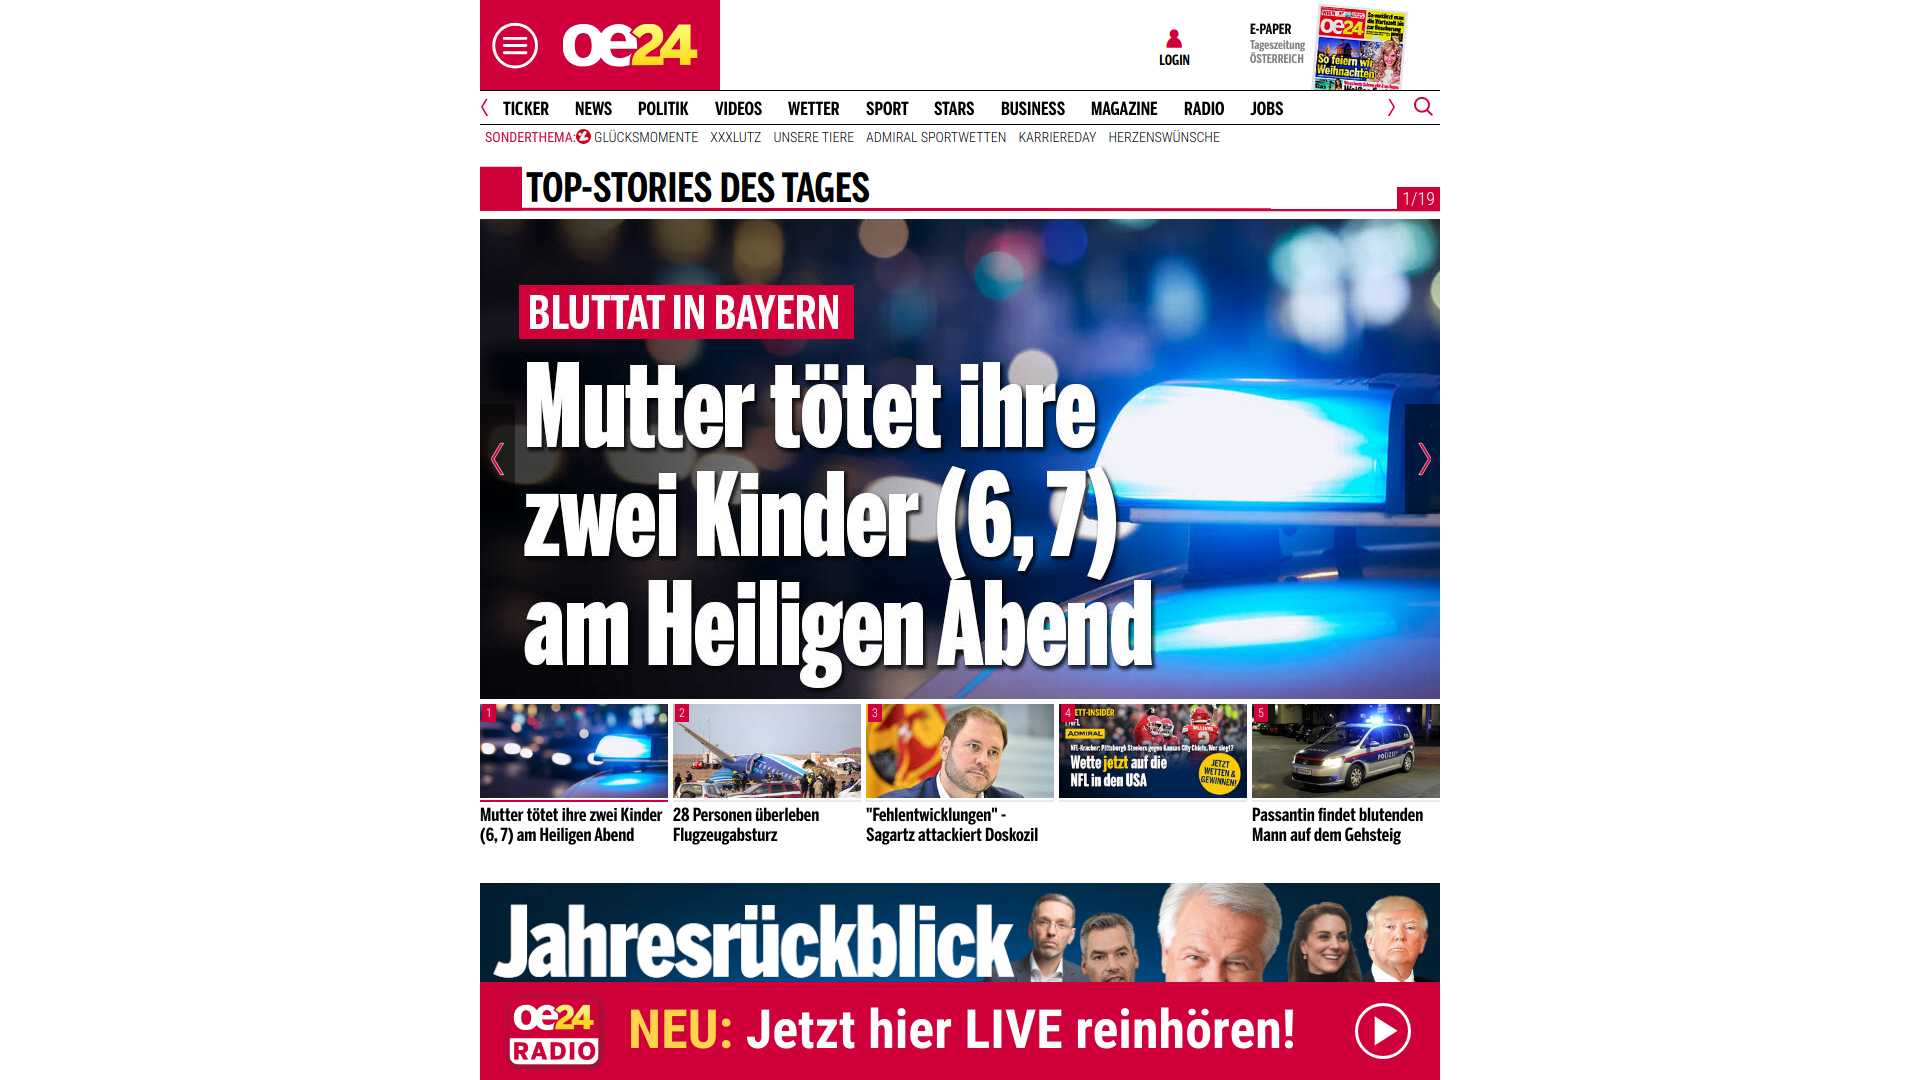 oe24
LOGIN
E-PAPER
Tageszeitung
ÖSTERREICH
oe24
So feiern wir
Weihnachten
TICKER NEWS POLITIK VIDEOS WETTER SPORT STARS BUSINESS MAGAZINE RADIO JOBS
SONDERTHEMA: GLÜCKSMOMENTE XXXLUTZ UNSERE TIERE ADMIRAL SPORTWETTEN KARRIEREDAY HERZENSWÜNSCHE
TOP-STORIES DES TAGES
1/19
BLUTTAT IN BAYERN
Mutter tötet ihre
zwei Kinder (6, 7)
am Heiligen Abend
1
2
3
4
5
ETT-INSIDER
NFL
ADMIRAL
NFL-Kracher: Pittsburgh Steelers gegen Kansas City Chiefs. Wer siegt?
Wette jetzt auf die
NFL in den USA
JETZT
WETTEN &
GEWINNEN!
POLIZEI
Mutter tötet ihre zwei Kinder
(6, 7) am Heiligen Abend
28 Personen überleben
Flugzeugabsturz
"Fehlentwicklungen" -
Sagartz attackiert Doskozil
Passantin findet blutenden
Mann auf dem Gehsteig
Jahresrückblick
oe24
RADIO
NEU: Jetzt hier LIVE reinhören!